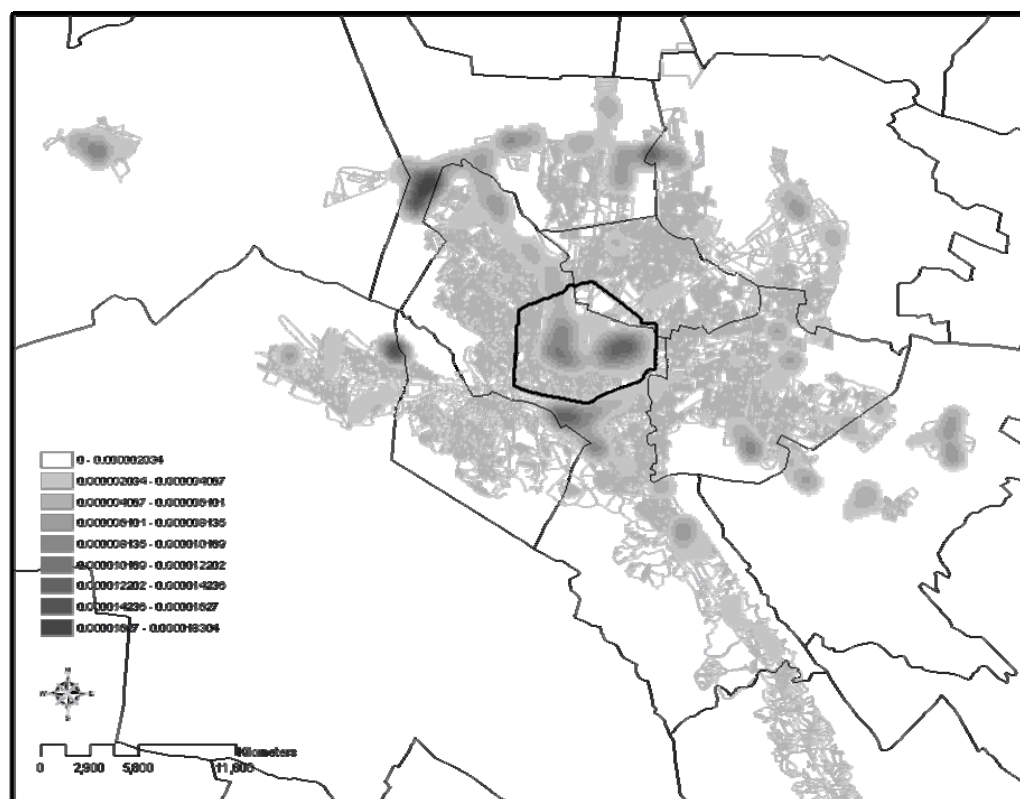 0 - 0.000002034
0.000002034 - 0.000004067
0.000004067 - 0.000006101
0.000006101 - 0.000008135
0.000008135 - 0.000010169
0.000010169 - 0.000012202
0.000012202 - 0.000014236
0.000014236 - 0.00001627
0.00001627 - 0.000018304
N
W E
S
Kilometers
0 2,900 5,800 11,600